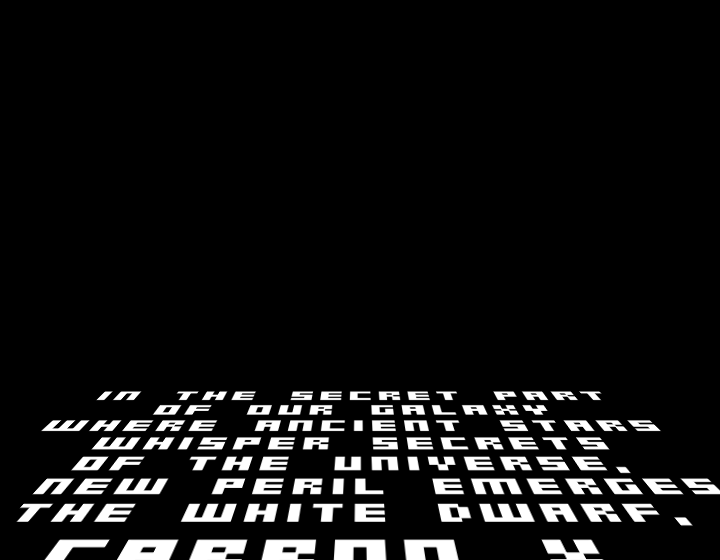 IN THE SECRET PART
OF OUR GALAXY
WHERE ANCIENT STARS
WHISPER SECRETS
OF THE UNIVERSE.
NEW PERIL EMERGES
THE WHITE DWARF.
CARBON X